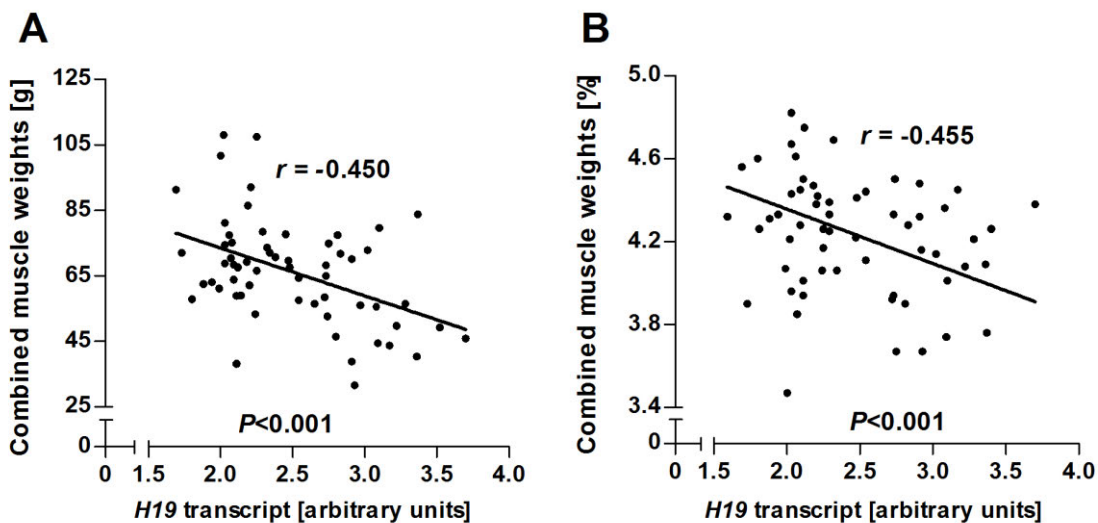 A
Combined muscle weights [g]
125
105
85
65
45
25
0
r = -0.450
P<0.001
0 1.5 2.0 2.5 3.0 3.5 4.0
H19 transcript [arbitrary units]
B
Combined muscle weights [%]
5.0
4.6
4.2
3.8
3.4
0
r = -0.455
P<0.001
0 1.5 2.0 2.5 3.0 3.5 4.0
H19 transcript [arbitrary units]